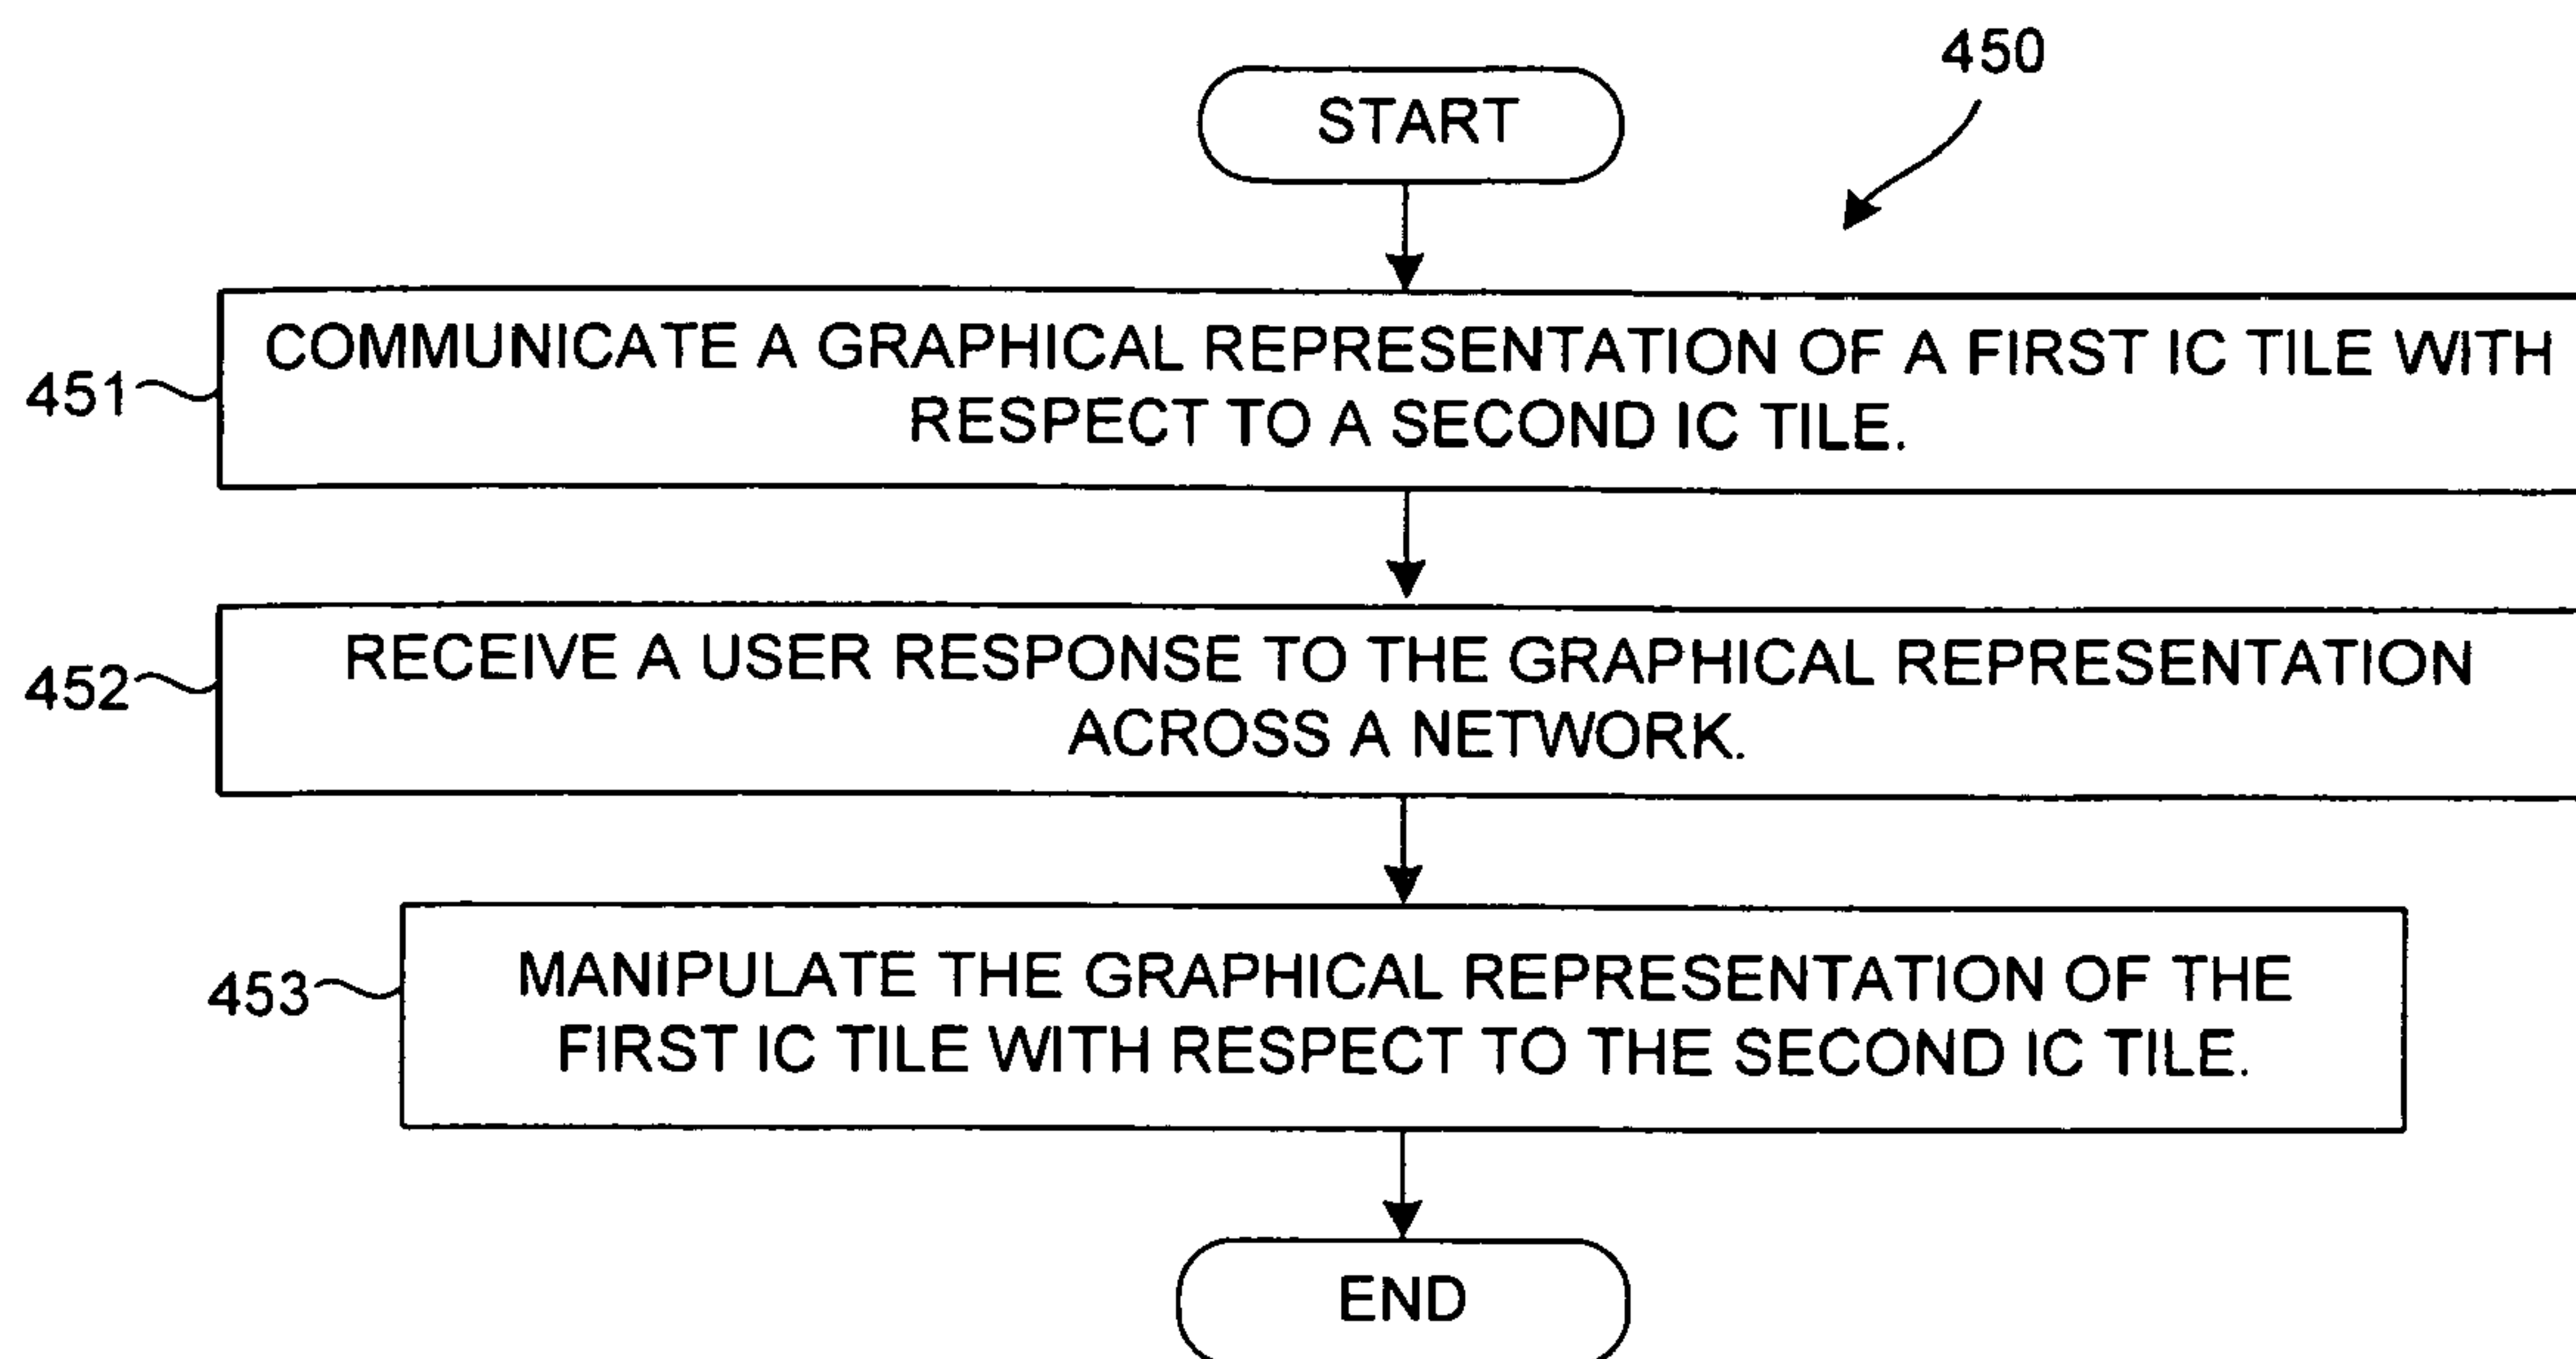 450
START
451
COMMUNICATE A GRAPHICAL REPRESENTATION OF A FIRST IC TILE WITH
RESPECT TO A SECOND IC TILE.
452
RECEIVE A USER RESPONSE TO THE GRAPHICAL REPRESENTATION
ACROSS A NETWORK.
453
MANIPULATE THE GRAPHICAL REPRESENTATION OF THE
FIRST IC TILE WITH RESPECT TO THE SECOND IC TILE.
END